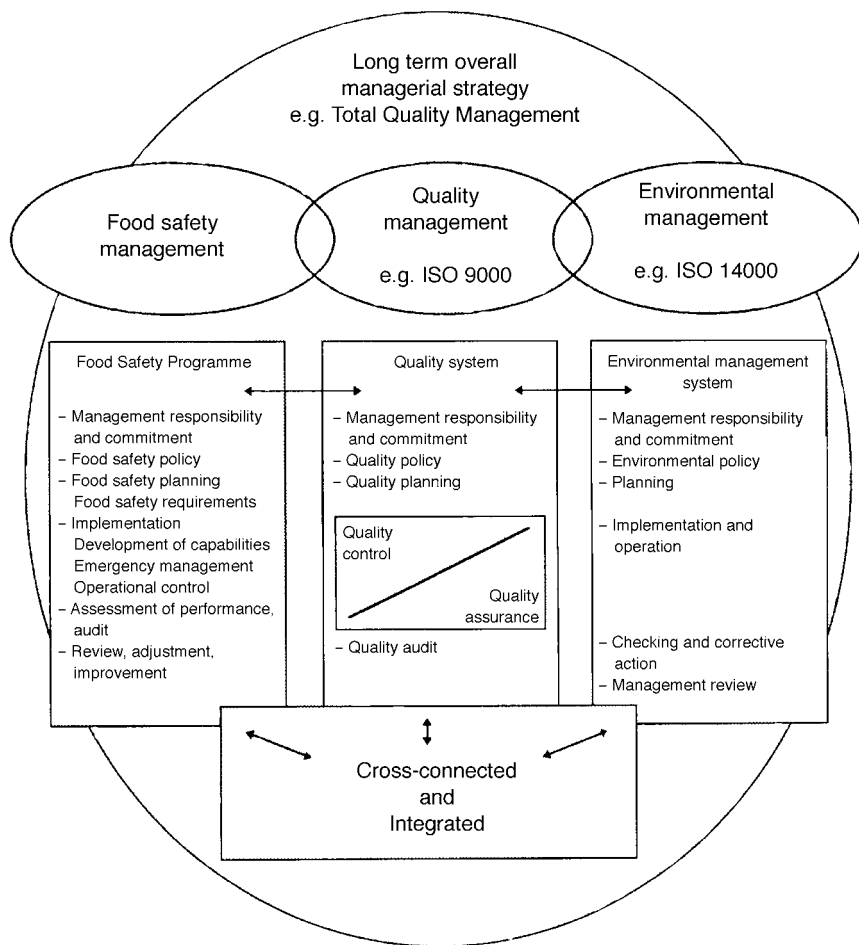 Long term overall
managerial strategy
e.g. Total Quality Management
Food safety
management
Quality
management
e.g. ISO 9000
Environmental
management
e.g. ISO 14000
Food Safety Programme
– Management responsibility
and commitment
– Food safety policy
– Food safety planning
Food safety requirements
– Implementation
Development of capabilities
Emergency management
Operational control
– Assessment of performance,
audit
– Review, adjustment,
improvement
Quality system
– Management responsibility
and commitment
– Quality policy
– Quality planning
Quality
control
Quality
assurance
– Quality audit
Environmental management
system
– Management responsibility
and commitment
– Environmental policy
– Planning
– Implementation and
operation
– Checking and corrective
action
– Management review
Cross-connected
and
Integrated